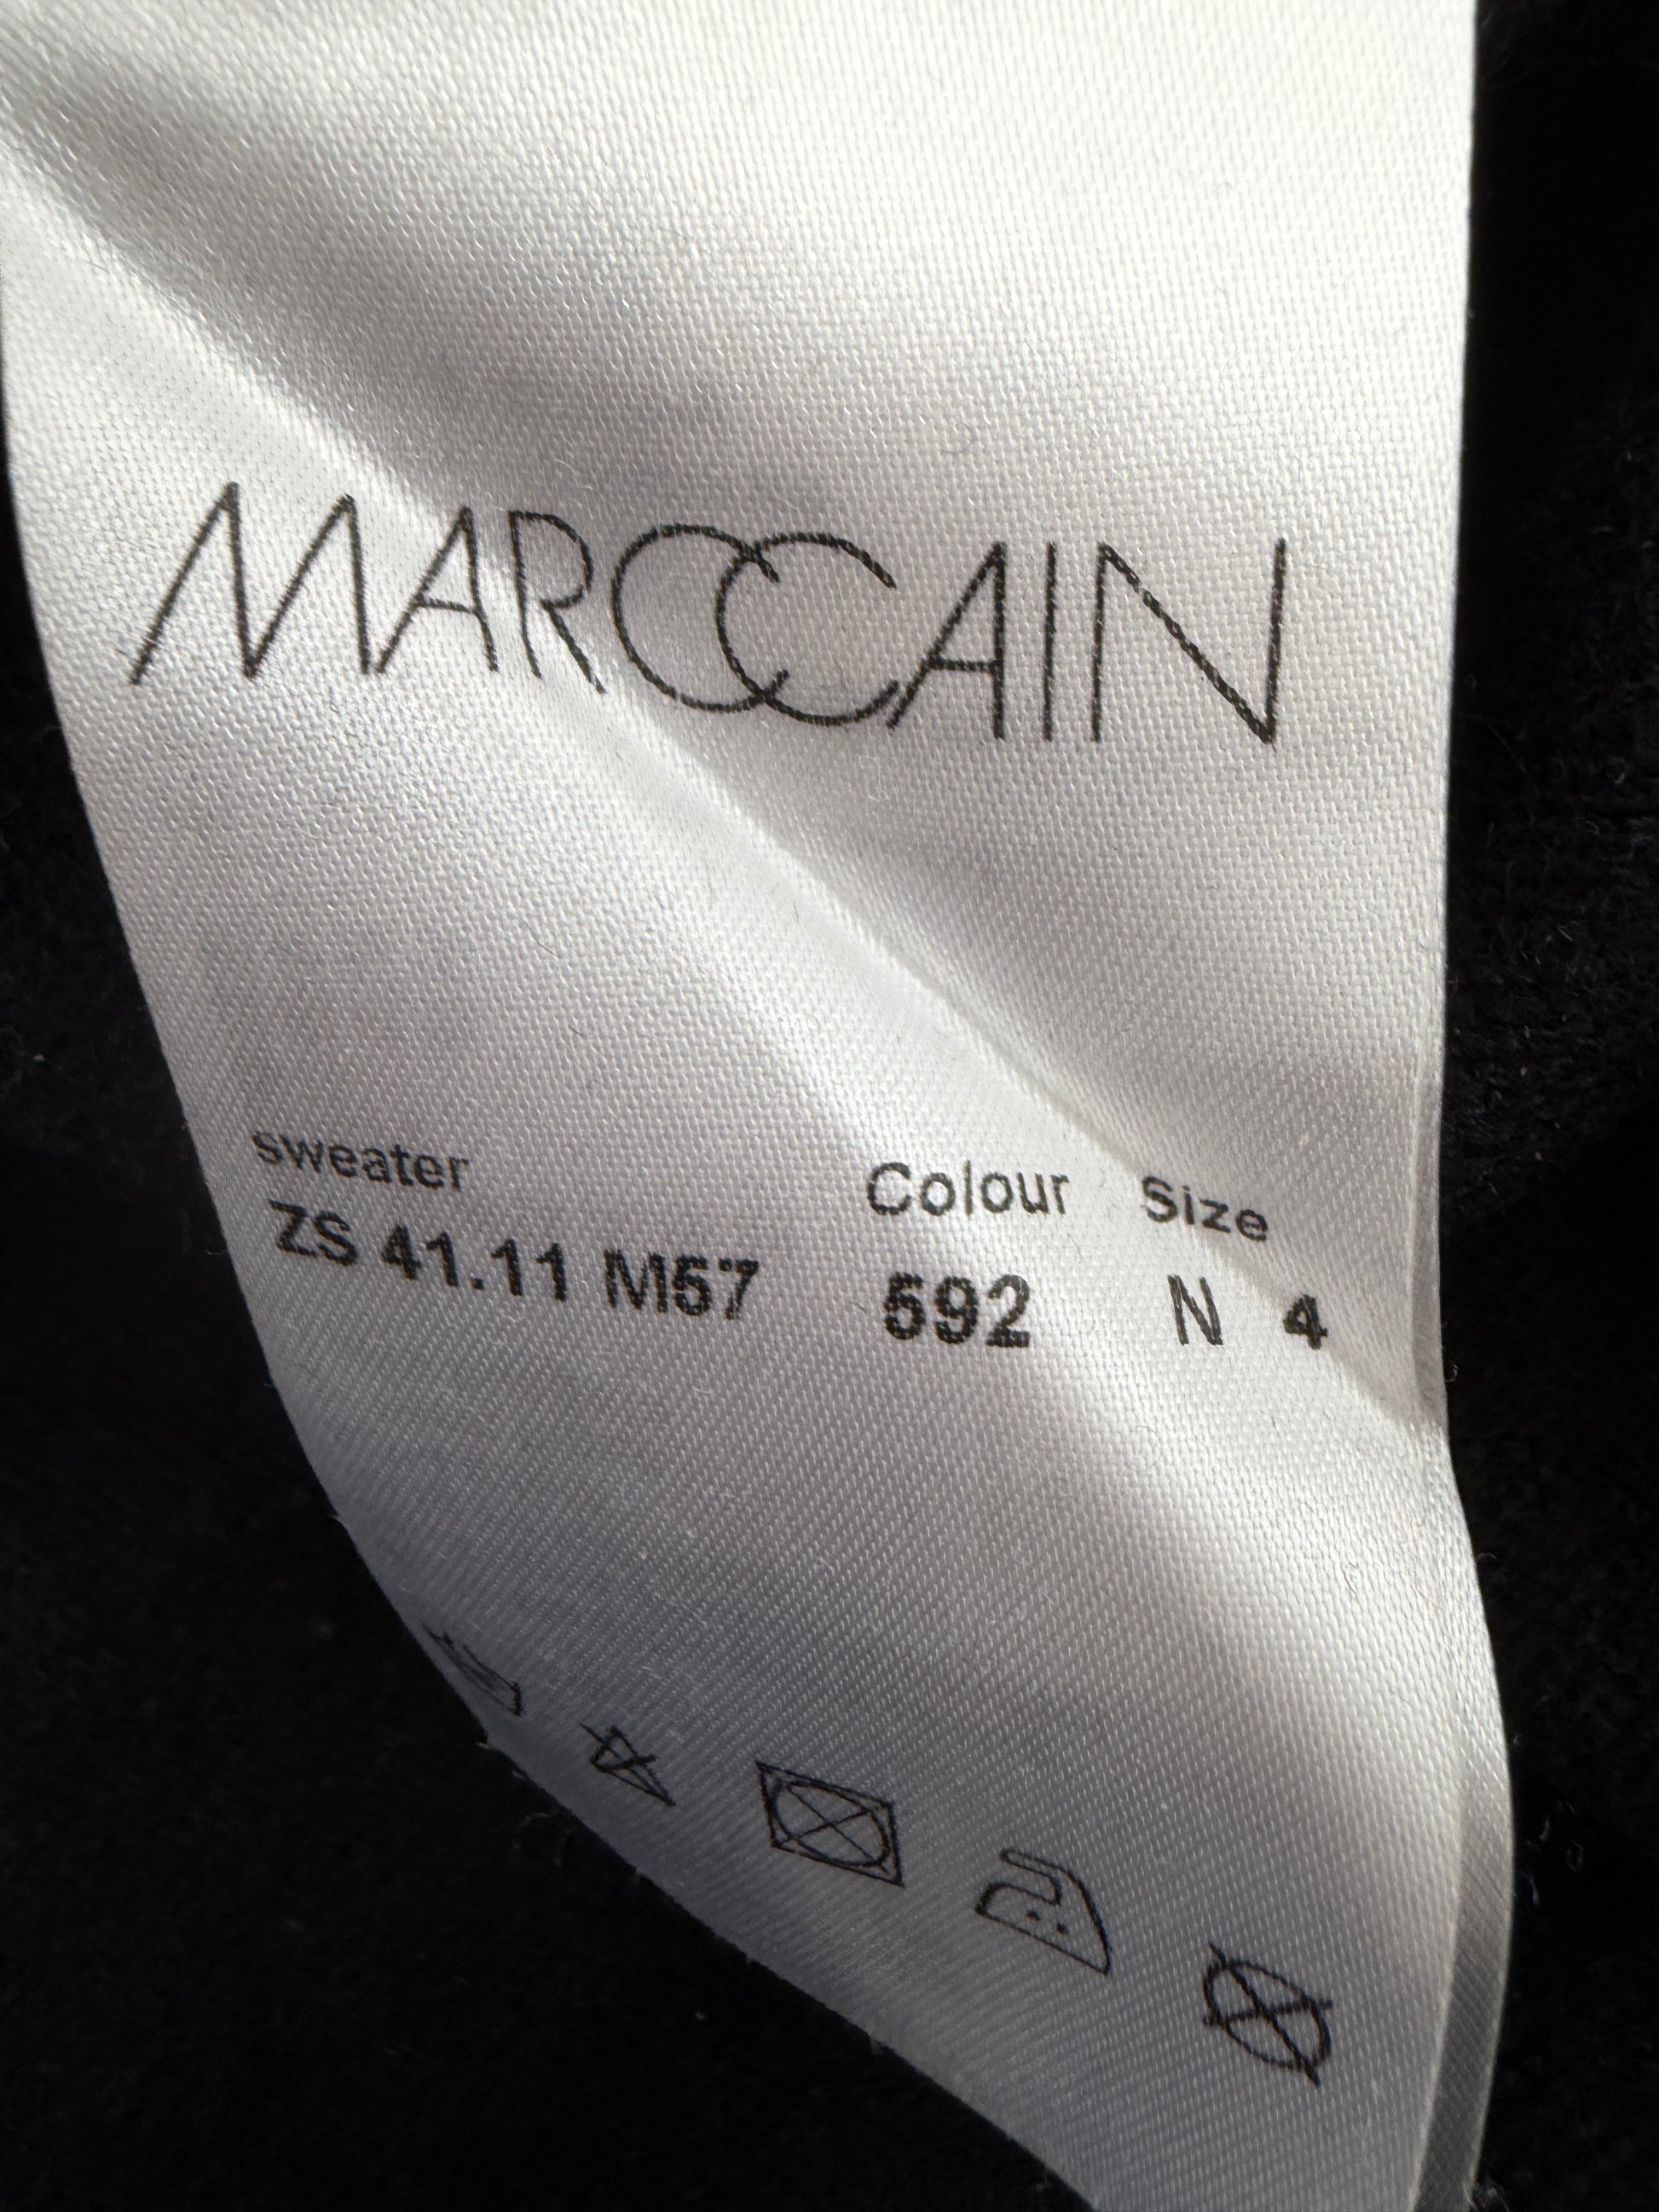 MARCCAIN
sweater Colour Size
ZS 41.11 M57 592 N 4